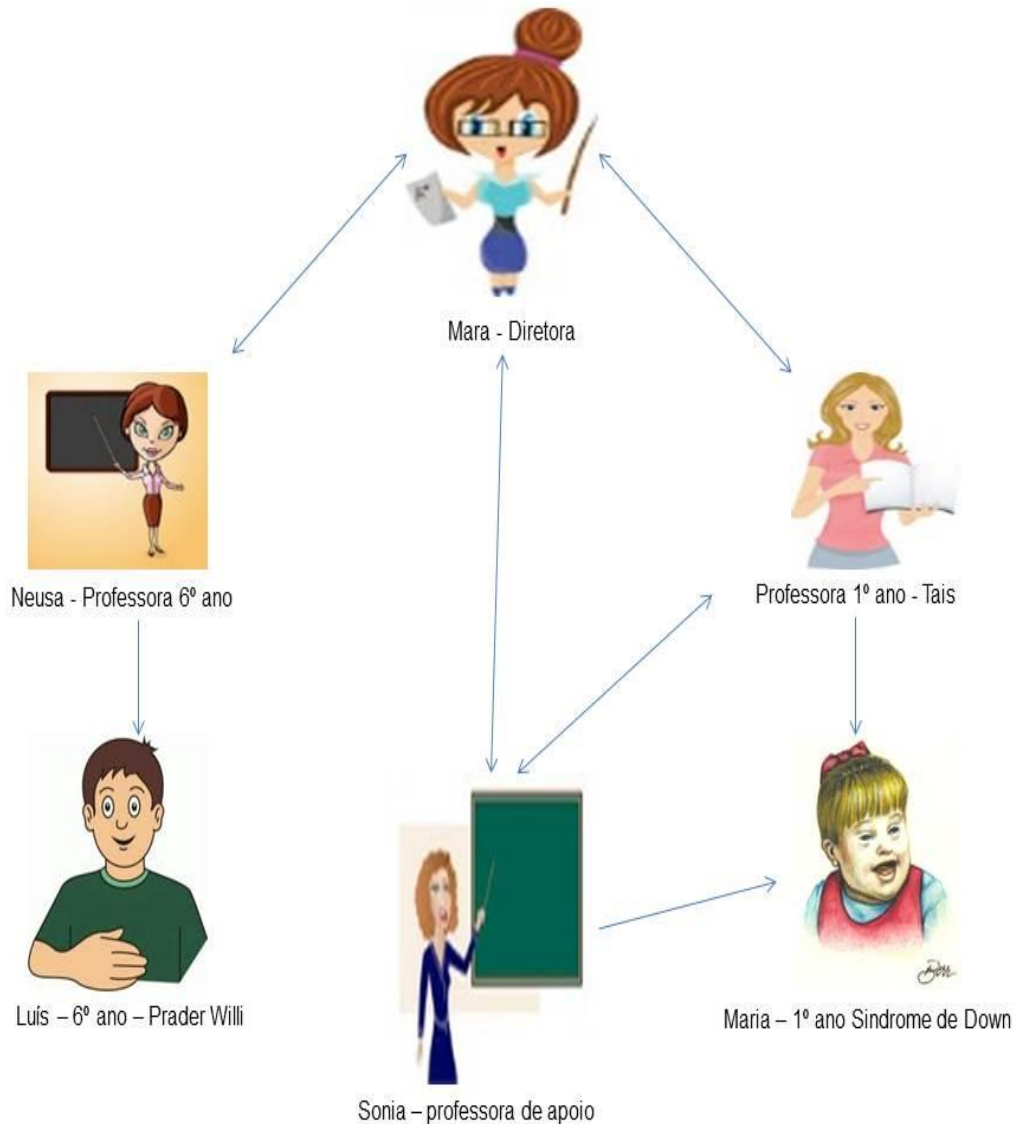 Mara - Diretora
Neusa - Professora 6º ano
Professora 1º ano - Tais
Luís – 6º ano – Prader Willi
Maria – 1º ano Sindrome de Down
Sonia – professora de apoio